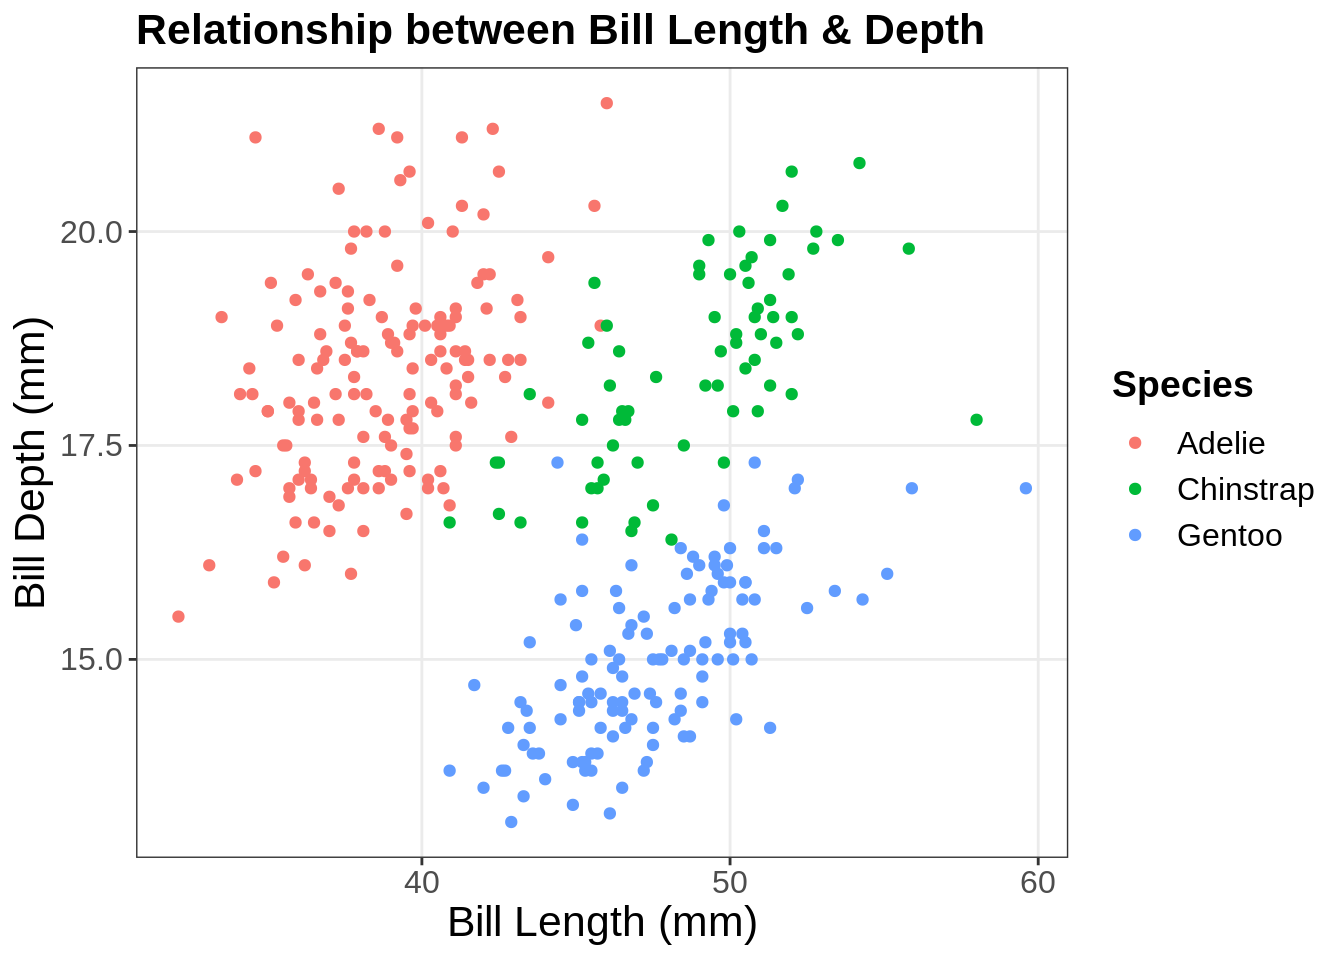 Relationship between Bill Length & Depth
20.0
17.5
15.0
Bill Depth (mm)
40 50 60
Bill Length (mm)
Species
Adelie
Chinstrap
Gentoo